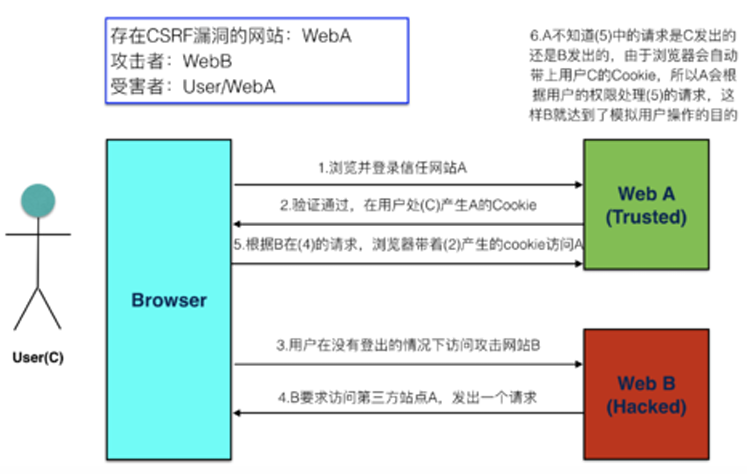 存在CSRF漏洞的网站：WebA
攻击者：WebB
受害者：User/WebA
6.A不知道(5)中的请求是C发出的
还是B发出的，由于浏览器会自动
带上用户C的Cookie，所以A会根
据用户的权限处理(5)的请求，这
样B就达到了模拟用户操作的目的
1.浏览并登录信任网站A
2.验证通过，在用户处(C)产生A的Cookie
5.根据B在(4)的请求，浏览器带着(2)产生的cookie访问A
Web A
(Trusted)
Browser
User(C)
3.用户在没有登出的情况下访问攻击网站B
4.B要求访问第三方站点A，发出一个请求
Web B
(Hacked)